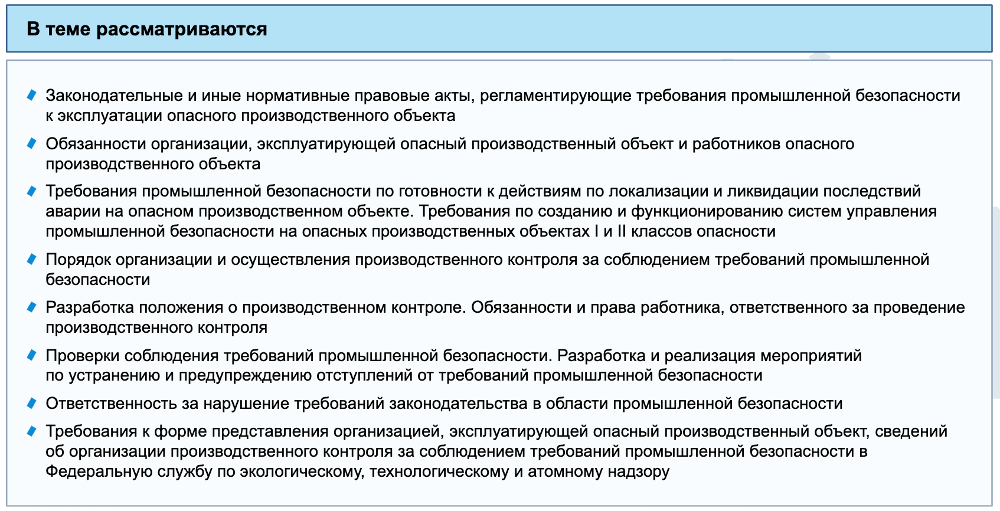 В теме рассматриваются
Законодательные и иные нормативные правовые акты, регламентирующие требования промышленной безопасности
к эксплуатации опасного производственного объекта
Обязанности организации, эксплуатирующей опасный производственный объект и работников опасного
производственного объекта
Требования промышленной безопасности по готовности к действиям по локализации и ликвидации последствий
аварии на опасном производственном объекте. Требования по созданию и функционированию систем управления
промышленной безопасности на опасных производственных объектах I и II классов опасности
Порядок организации и осуществления производственного контроля за соблюдением требований промышленной
безопасности
Разработка положения о производственном контроле. Обязанности и права работника, ответственного за проведение
производственного контроля
Проверки соблюдения требований промышленной безопасности. Разработка и реализация мероприятий
по устранению и предупреждению отступлений от требований промышленной безопасности
Ответственность за нарушение требований законодательства в области промышленной безопасности
Требования к форме представления организацией, эксплуатирующей опасный производственный объект, сведений
об организации производственного контроля за соблюдением требований промышленной безопасности в
Федеральную службу по экологическому, технологическому и атомному надзору